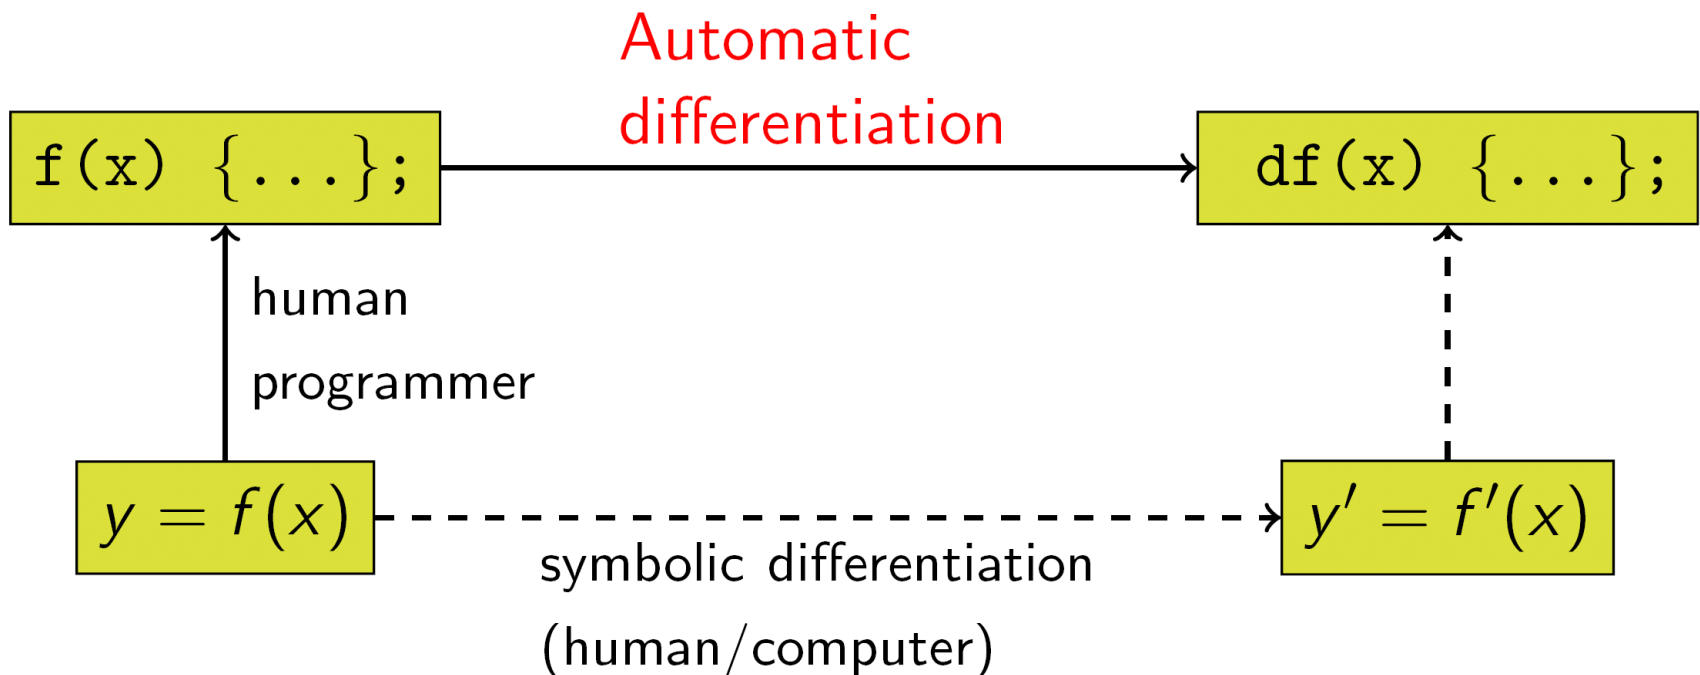 Automatic
differentiation
f(x) {...};
df(x) {...};
human
programmer
y = f(x)
y′ = f′(x)
symbolic differentiation
(human/computer)